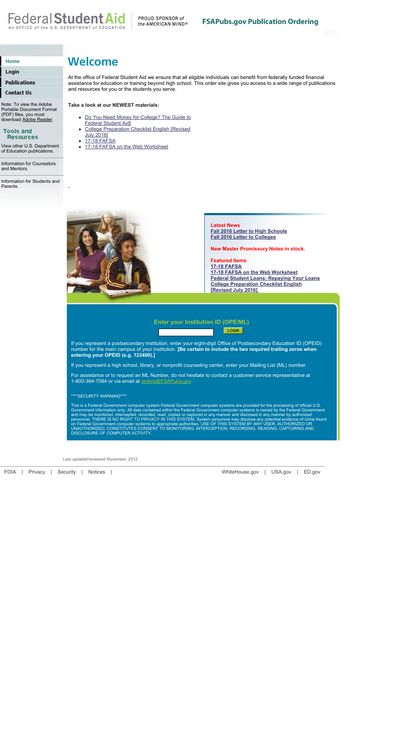 Federal Student Aid
AN OFFICE of the U.S. DEPARTMENT of EDUCATION
PROUD SPONSOR of
the AMERICAN MIND®
FSAPubs.gov Publication Ordering
Home
Login
Publications
Contact Us
Note: To view the Adobe
Portable Document Format
(PDF) files, you must
download Adobe Reader.
Tools and
Resources
View other U.S. Department
of Education publications.
Information for Counselors
and Mentors.
Information for Students and
Parents.
Welcome
At the office of Federal Student Aid we ensure that all eligible individuals can benefit from federally funded financial
assistance for education or training beyond high school. This order site gives you access to a wide range of publications
and resources for you or the students you serve.
Take a look at our NEWEST materials:
Do You Need Money for College? The Guide to
Federal Student Aid]
College Preparation Checklist English [Revised
July 2016]
17-18 FAFSA
17-18 FAFSA on the Web Worksheet
Latest News
Fall 2016 Letter to High Schools
Fall 2016 Letter to Colleges
New Master Promissory Notes in stock.
Featured Items
17-18 FAFSA
17-18 FAFSA on the Web Worksheet
Federal Student Loans: Repaying Your Loans
College Preparation Checklist English
[Revised July 2016]
Enter your Institution ID (OPE/ML)
LOGIN
If you represent a postsecondary institution, enter your eight-digit Office of Postsecondary Education ID (OPEID)
number for the main campus of your institution. [Be certain to include the two required trailing zeros when
entering your OPEID (e.g. 123400).]
If you represent a high school, library, or nonprofit counseling center, enter your Mailing List (ML) number.
For assistance or to request an ML Number, do not hesitate to contact a customer service representative at
1-800-394-7084 or via email at orders@FSAPubs.gov
****SECURITY WARNING****
This is a Federal Government computer system.Federal Government computer systems are provided for the processing of official U.S.
Government information only. All data contained within the Federal Government computer systems is owned by the Federal Government
and may be monitored, intercepted, recorded, read, copied or captured in any manner and disclosed in any manner by authorized
personnel. THERE IS NO RIGHT TO PRIVACY IN THIS SYSTEM. System personnel may disclose any potential evidence of crime found
on Federal Government computer systems to appropriate authorities. USE OF THIS SYSTEM BY ANY USER, AUTHORIZED OR
UNAUTHORIZED, CONSTITUTES CONSENT TO MONITORING, INTERCEPTION, RECORDING, READING, CAPTURING AND
DISCLOSURE OF COMPUTER ACTIVITY.
Last updated/reviewed November, 2012
FOIA | Privacy | Security | Notices |
WhiteHouse.gov | USA.gov | ED.gov